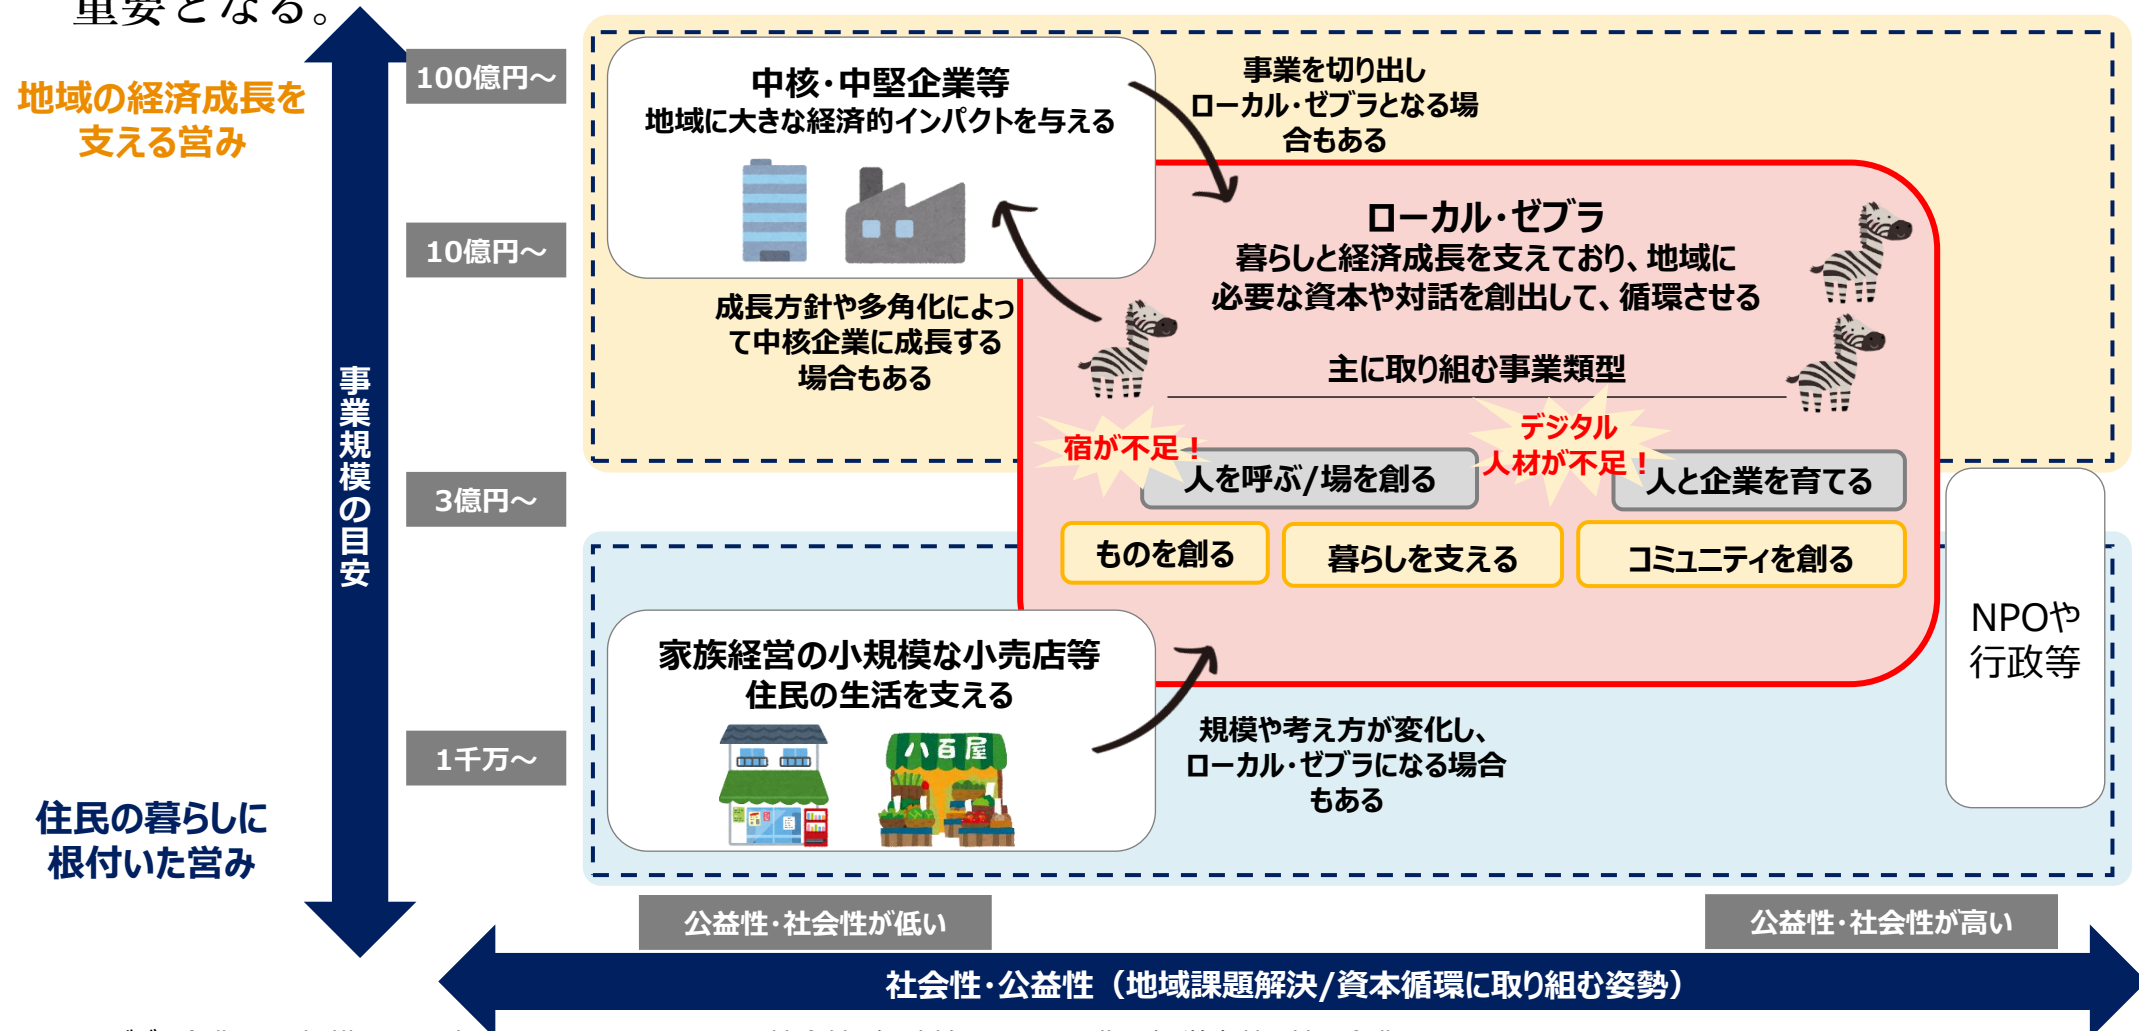 重要となる。
地域の経済成長を
支える営み
100億円～
10億円～
3億円～
1千万～
事業規模の目安
住民の暮らしに
根付いた営み
中核・中堅企業等
地域に大きな経済的インパクトを与える
事業を切り出し
ローカル・ゼブラとなる場
合もある
成長方針や多角化によっ
て中核企業に成長する
場合もある
ローカル・ゼブラ
暮らしと経済成長を支えており、地域に
必要な資本や対話を創出して、循環させる
主に取り組む事業類型
宿が不足！
デジタル
人材が不足！
人を呼ぶ/場を創る
人と企業を育てる
ものを創る
暮らしを支える
コミュニティを創る
NPOや
行政等
家族経営の小規模な小売店等
住民の生活を支える
八百屋
規模や考え方が変化し、
ローカル・ゼブラになる場合
もある
公益性・社会性が低い
公益性・社会性が高い
社会性・公益性（地域課題解決/資本循環に取り組む姿勢）